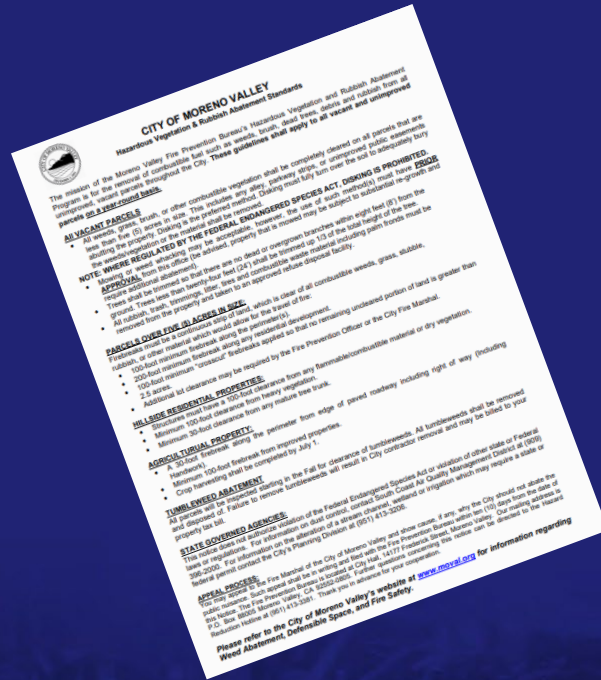 CITY OF MORENO VALLEY
Hazardous Vegetation & Rubbish Abatement Standards
The mission of the Moreno Valley Fire Prevention Bureau's Hazardous Vegetation and Rubbish Abatement
Program is for the removal of combustible fuel such as weeds, brush, dead trees, debris and rubbish from all
unimproved, vacant parcels throughout the City. These guidelines shall apply to all vacant and unimproved
parcels on a year-round basis.
All VACANT PARCELS
• All weeds, grass, brush, or other combustible vegetation shall be completely cleared on all parcels that are
less than five (5) acres in size. This includes any alley, parkway strips, or unimproved public easements
abutting the property. Disking is the preferred method. Disking must fully turn over the soil to adequately bury
the weeds/vegetation or the material shall be removed.
NOTE: WHERE REGULATED BY THE FEDERAL ENDANGERED SPECIES ACT, DISKING IS PROHIBITED.
• Mowing or weed whacking may be acceptable, however, the use of such method(s) must have PRIOR
APPROVAL from this office (be advised, property that is mowed may be subject to substantial re-growth and
require additional abatement).
• Trees shall be trimmed so that there are no dead or overgrown branches within eight feet (8') from the
ground. Trees less than twenty-four feet (24') shall be trimmed up 1/3 of the total height of the tree.
• All rubbish, trash, trimmings, litter, tires and combustible waste material including palm fronds must be
removed from the property and taken to an approved refuse disposal facility.
PARCELS OVER FIVE (5) ACRES IN SIZE:
Firebreaks must be a continuous strip of land, which is clear of all combustible weeds, grass, stubble,
rubbish, or other material which would allow for the travel of fire:
• 100-foot minimum firebreak along the perimeter(s).
• 200-foot minimum firebreak along any residential development.
• 100-foot minimum "crosscut" firebreaks applied so that no remaining uncleared portion of land is greater than
2.5 acres.
• Additional lot clearance may be required by the Fire Prevention Officer or the City Fire Marshal.
HILLSIDE RESIDENTIAL PROPERTIES:
• Structures must have a 100-foot clearance from any flammable/combustible material or dry vegetation.
• Minimum 100-foot clearance from heavy vegetation.
• Minimum 30-foot clearance from any mature tree trunk.
AGRICULTURUAL PROPERTY:
• A 30-foot firebreak along the perimeter from edge of paved roadway including right of way (including
Handwork).
• Minimum 100-foot firebreak from improved properties.
• Crop harvesting shall be completed by July 1.
TUMBLEWEED ABATEMENT
All parcels will be inspected starting in the Fall for clearance of tumbleweeds. All tumbleweeds shall be removed
and disposed of. Failure to remove tumbleweeds will result in City contractor removal and may be billed to your
property tax bill.
STATE GOVERNED AGENCIES:
This notice does not authorize violation of the Federal Endangered Species Act or violation of other state or Federal
laws or regulations. For information on dust control, contact South Coast Air Quality Management District at (909)
396-2000. For information on the alteration of a stream channel, wetland or irrigation which may require a state or
federal permit contact the City's Planning Division at (951) 413-3206.
APPEAL PROCESS:
You may appeal to the Fire Marshal of the City of Moreno Valley and show cause, if any, why the City should not abate the
public nuisance. Such appeal shall be in writing and filed with the Fire Prevention Bureau within ten (10) days from the date of
this Notice. The Fire Prevention Bureau is located at City Hall, 14177 Frederick Street, Moreno Valley. Our mailing address is
P.O. Box 88005 Moreno Valley, CA 92552-0805. Further questions concerning this notice can be directed to the Hazard
Reduction Hotline at (951) 413-3381. Thank you in advance for your cooperation.
Please refer to the City of Moreno Valley's website at www.moval.org for information regarding
Weed Abatement, Defensible Space, and Fire Safety.